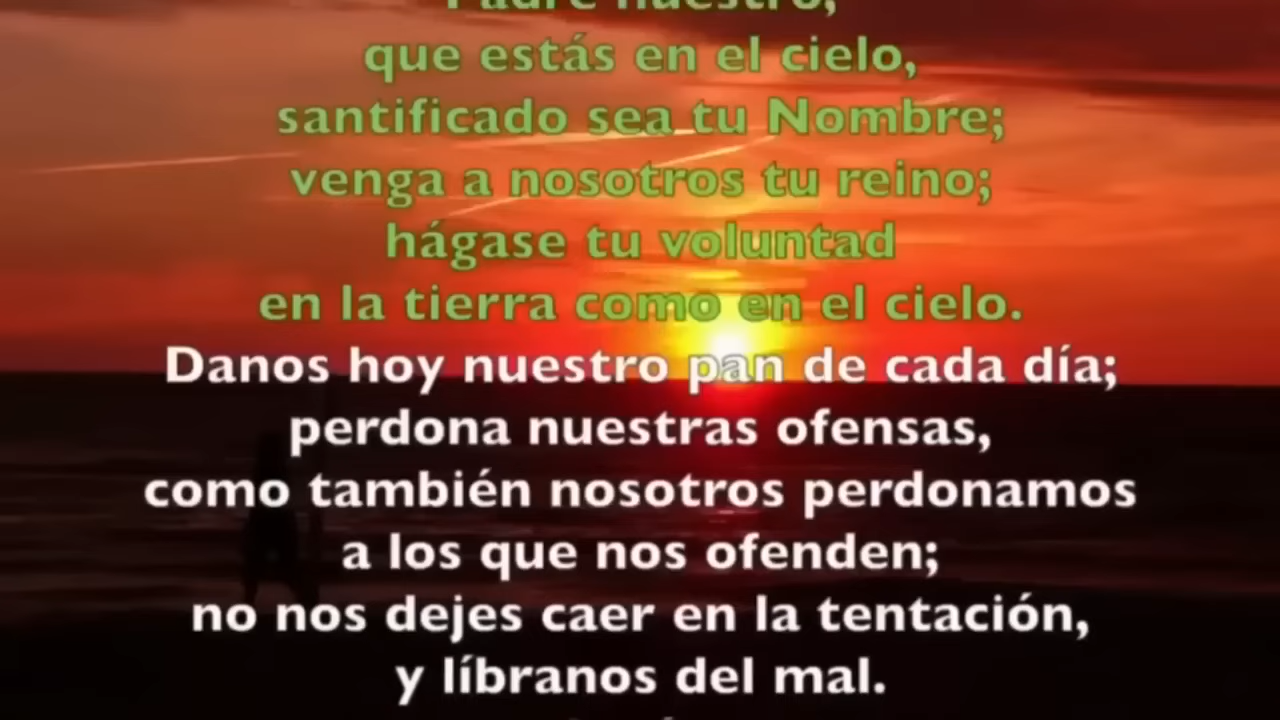 Padre nuestro,
que estás en el cielo,
santificado sea tu Nombre;
venga a nosotros tu reino;
hágase tu voluntad
en la tierra como en el cielo.
Danos hoy nuestro pan de cada día;
perdona nuestras ofensas,
como también nosotros perdonamos
a los que nos ofenden;
no nos dejes caer en la tentación,
y líbranos del mal.